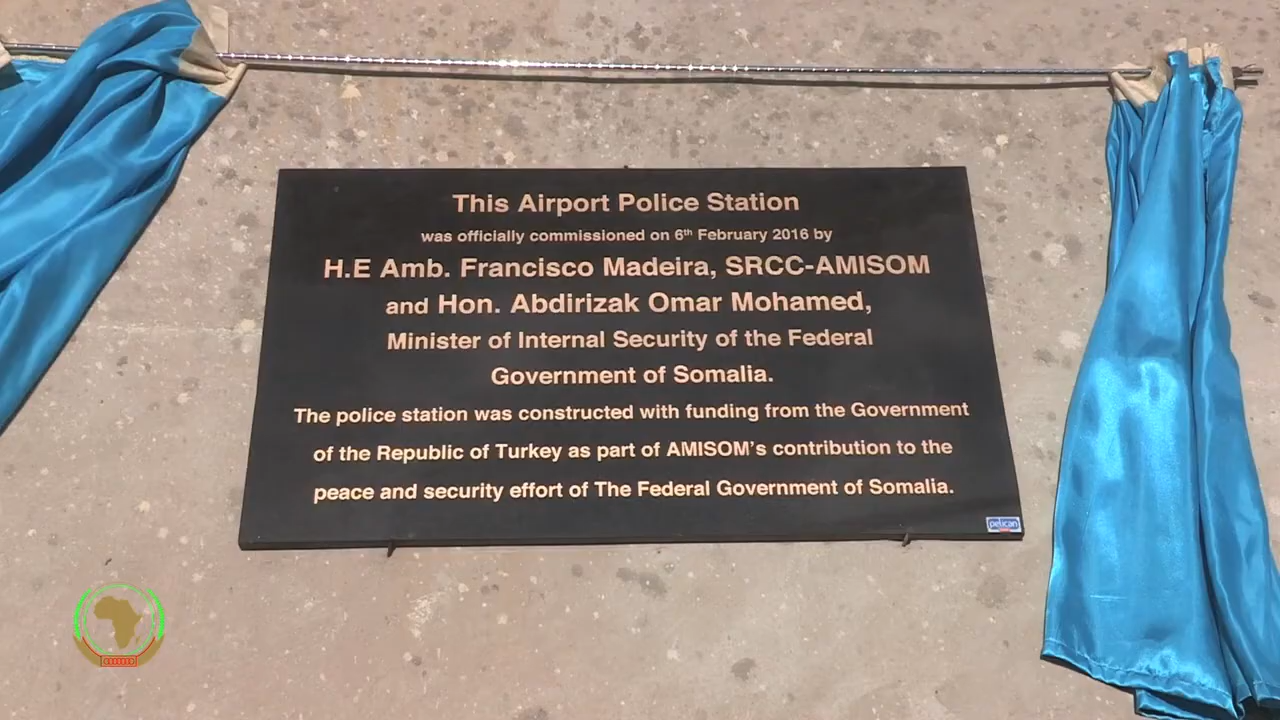 This Airport Police Station
was officially commissioned on 6th February 2016 by
H.E Amb. Francisco Madeira, SRCC-AMISOM
and Hon. Abdirizak Omar Mohamed,
Minister of Internal Security of the Federal
Government of Somalia.
The police station was constructed with funding from the Government
of the Republic of Turkey as part of AMISOM's contribution to the
peace and security effort of The Federal Government of Somalia.
pelican